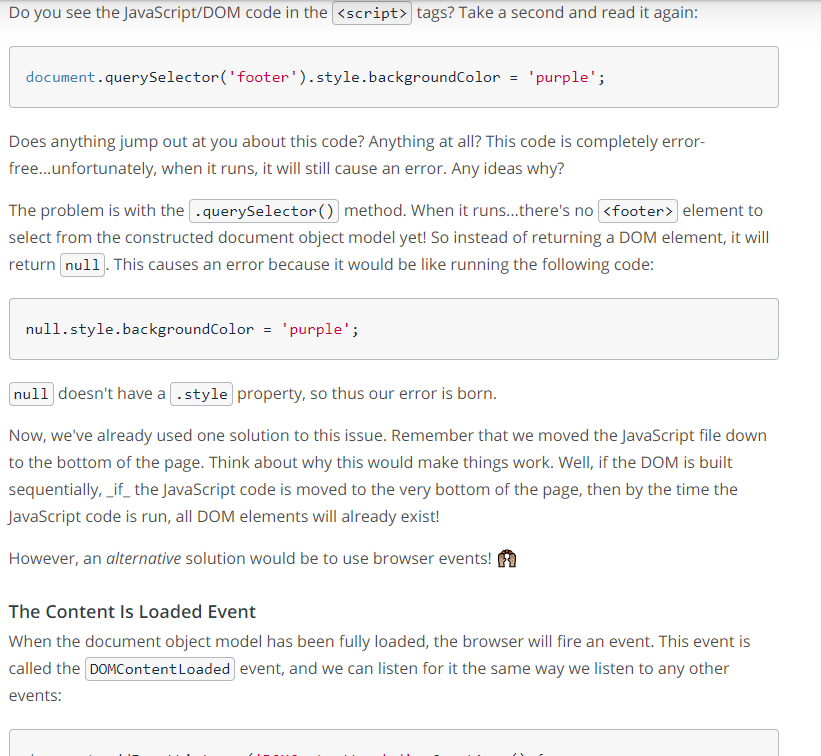 Do you see the JavaScript/DOM code in the <script> tags? Take a second and read it again:
document.querySelector('footer').style.backgroundColor = 'purple';
Does anything jump out at you about this code? Anything at all? This code is completely error-
free...unfortunately, when it runs, it will still cause an error. Any ideas why?
The problem is with the .querySelector() method. When it runs...there's no <footer> element to
select from the constructed document object model yet! So instead of returning a DOM element, it will
return null. This causes an error because it would be like running the following code:
null.style.backgroundColor = 'purple';
null doesn't have a .style property, so thus our error is born.
Now, we've already used one solution to this issue. Remember that we moved the JavaScript file down
to the bottom of the page. Think about why this would make things work. Well, if the DOM is built
sequentially, _if_ the JavaScript code is moved to the very bottom of the page, then by the time the
JavaScript code is run, all DOM elements will already exist!
However, an alternative solution would be to use browser events!
The Content Is Loaded Event
When the document object model has been fully loaded, the browser will fire an event. This event is
called the DOMContentLoaded event, and we can listen for it the same way we listen to any other
events: